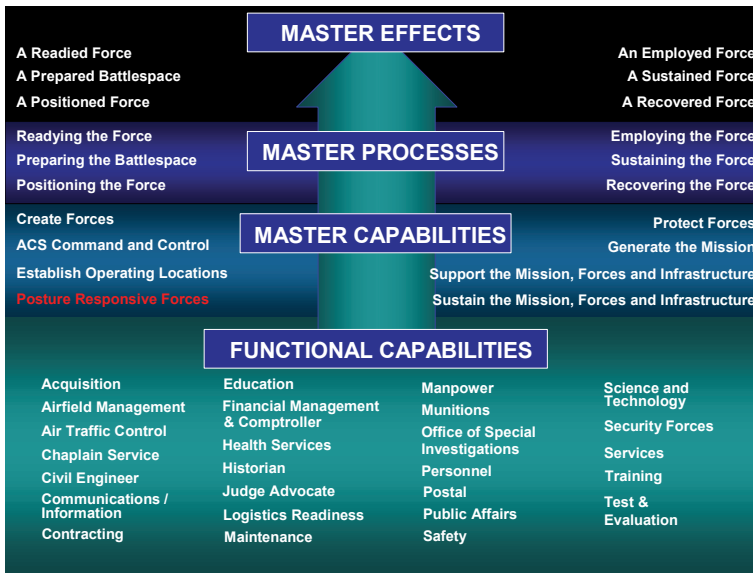 MASTER EFFECTS
A Readied Force
A Prepared Battlespace
A Positioned Force
An Employed Force
A Sustained Force
A Recovered Force
MASTER PROCESSES
Readying the Force
Preparing the Battlespace
Positioning the Force
Employing the Force
Sustaining the Force
Recovering the Force
MASTER CAPABILITIES
Create Forces
ACS Command and Control
Establish Operating Locations
Posture Responsive Forces
Protect Forces
Generate the Mission
Support the Mission, Forces and Infrastructure
Sustain the Mission, Forces and Infrastructure
FUNCTIONAL CAPABILITIES
Acquisition
Airfield Management
Air Traffic Control
Chaplain Service
Civil Engineer
Communications /
Information
Contracting
Education
Financial Management
& Comptroller
Health Services
Historian
Judge Advocate
Logistics Readiness
Maintenance
Manpower
Munitions
Office of Special
Investigations
Personnel
Postal
Public Affairs
Safety
Science and
Technology
Security Forces
Services
Training
Test &
Evaluation